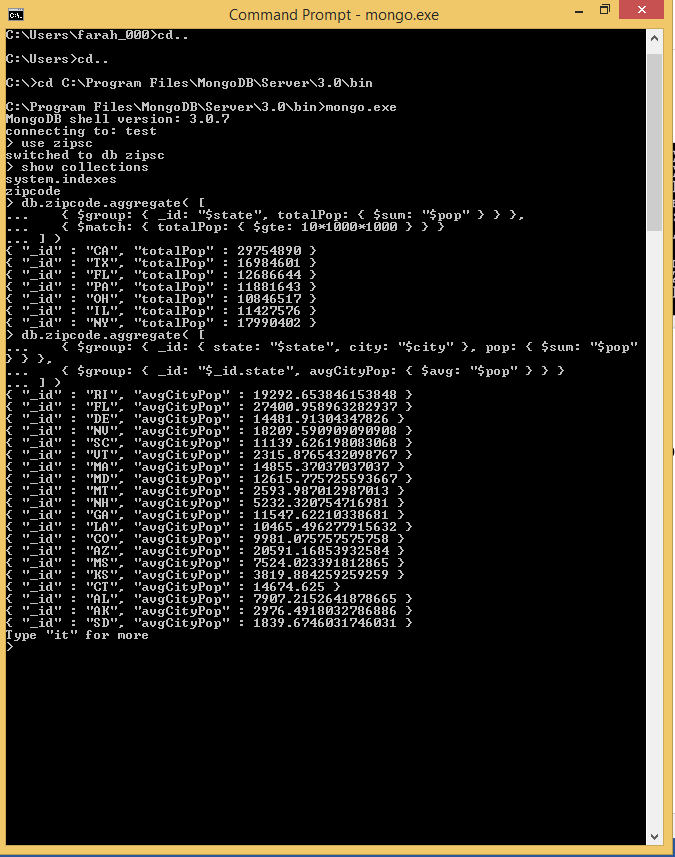 Command Prompt - mongo.exe
C:\Users\farah_000>cd..
C:\Users>cd..
C:\>cd C:\Program Files\MongoDB\Server\3.0\bin
C:\Program Files\MongoDB\Server\3.0\bin>mongo.exe
MongoDB shell version: 3.0.7
connecting to: test
> use zipsc
switched to db zipsc
> show collections
system.indexes
zipcode
> db.zipcode.aggregate( [
...    { $group: { _id: "$state", totalPop: { $sum: "$pop" } } },
...    { $match: { totalPop: { $gte: 10*1000*1000 } } }
... ] )
{ "_id" : "CA", "totalPop" : 29754890 }
{ "_id" : "TX", "totalPop" : 16984601 }
{ "_id" : "FL", "totalPop" : 12686644 }
{ "_id" : "PA", "totalPop" : 11881643 }
{ "_id" : "OH", "totalPop" : 10846517 }
{ "_id" : "IL", "totalPop" : 11427576 }
{ "_id" : "NY", "totalPop" : 17990402 }
> db.zipcode.aggregate( [
...    { $group: { _id: { state: "$state", city: "$city" }, pop: { $sum: "$pop"
} } },
...    { $group: { _id: "$_id.state", avgCityPop: { $avg: "$pop" } } }
... ] )
{ "_id" : "RI", "avgCityPop" : 19292.653846153848 }
{ "_id" : "FL", "avgCityPop" : 27400.958963282937 }
{ "_id" : "DE", "avgCityPop" : 14481.91304347826 }
{ "_id" : "NV", "avgCityPop" : 18209.590909090908 }
{ "_id" : "SC", "avgCityPop" : 11139.626198083068 }
{ "_id" : "VT", "avgCityPop" : 2315.8765432098767 }
{ "_id" : "MA", "avgCityPop" : 14855.37037037037 }
{ "_id" : "MD", "avgCityPop" : 12615.775725593667 }
{ "_id" : "MT", "avgCityPop" : 2593.987012987013 }
{ "_id" : "NH", "avgCityPop" : 5232.320754716981 }
{ "_id" : "GA", "avgCityPop" : 11547.62210338681 }
{ "_id" : "LA", "avgCityPop" : 10465.496277915632 }
{ "_id" : "CO", "avgCityPop" : 9981.075757575758 }
{ "_id" : "AZ", "avgCityPop" : 20591.16853932584 }
{ "_id" : "MS", "avgCityPop" : 7524.023391812865 }
{ "_id" : "KS", "avgCityPop" : 3819.884259259259 }
{ "_id" : "CT", "avgCityPop" : 14674.625 }
{ "_id" : "AL", "avgCityPop" : 7907.2152641878665 }
{ "_id" : "AK", "avgCityPop" : 2976.4918032786886 }
{ "_id" : "SD", "avgCityPop" : 1839.6746031746031 }
Type "it" for more
>